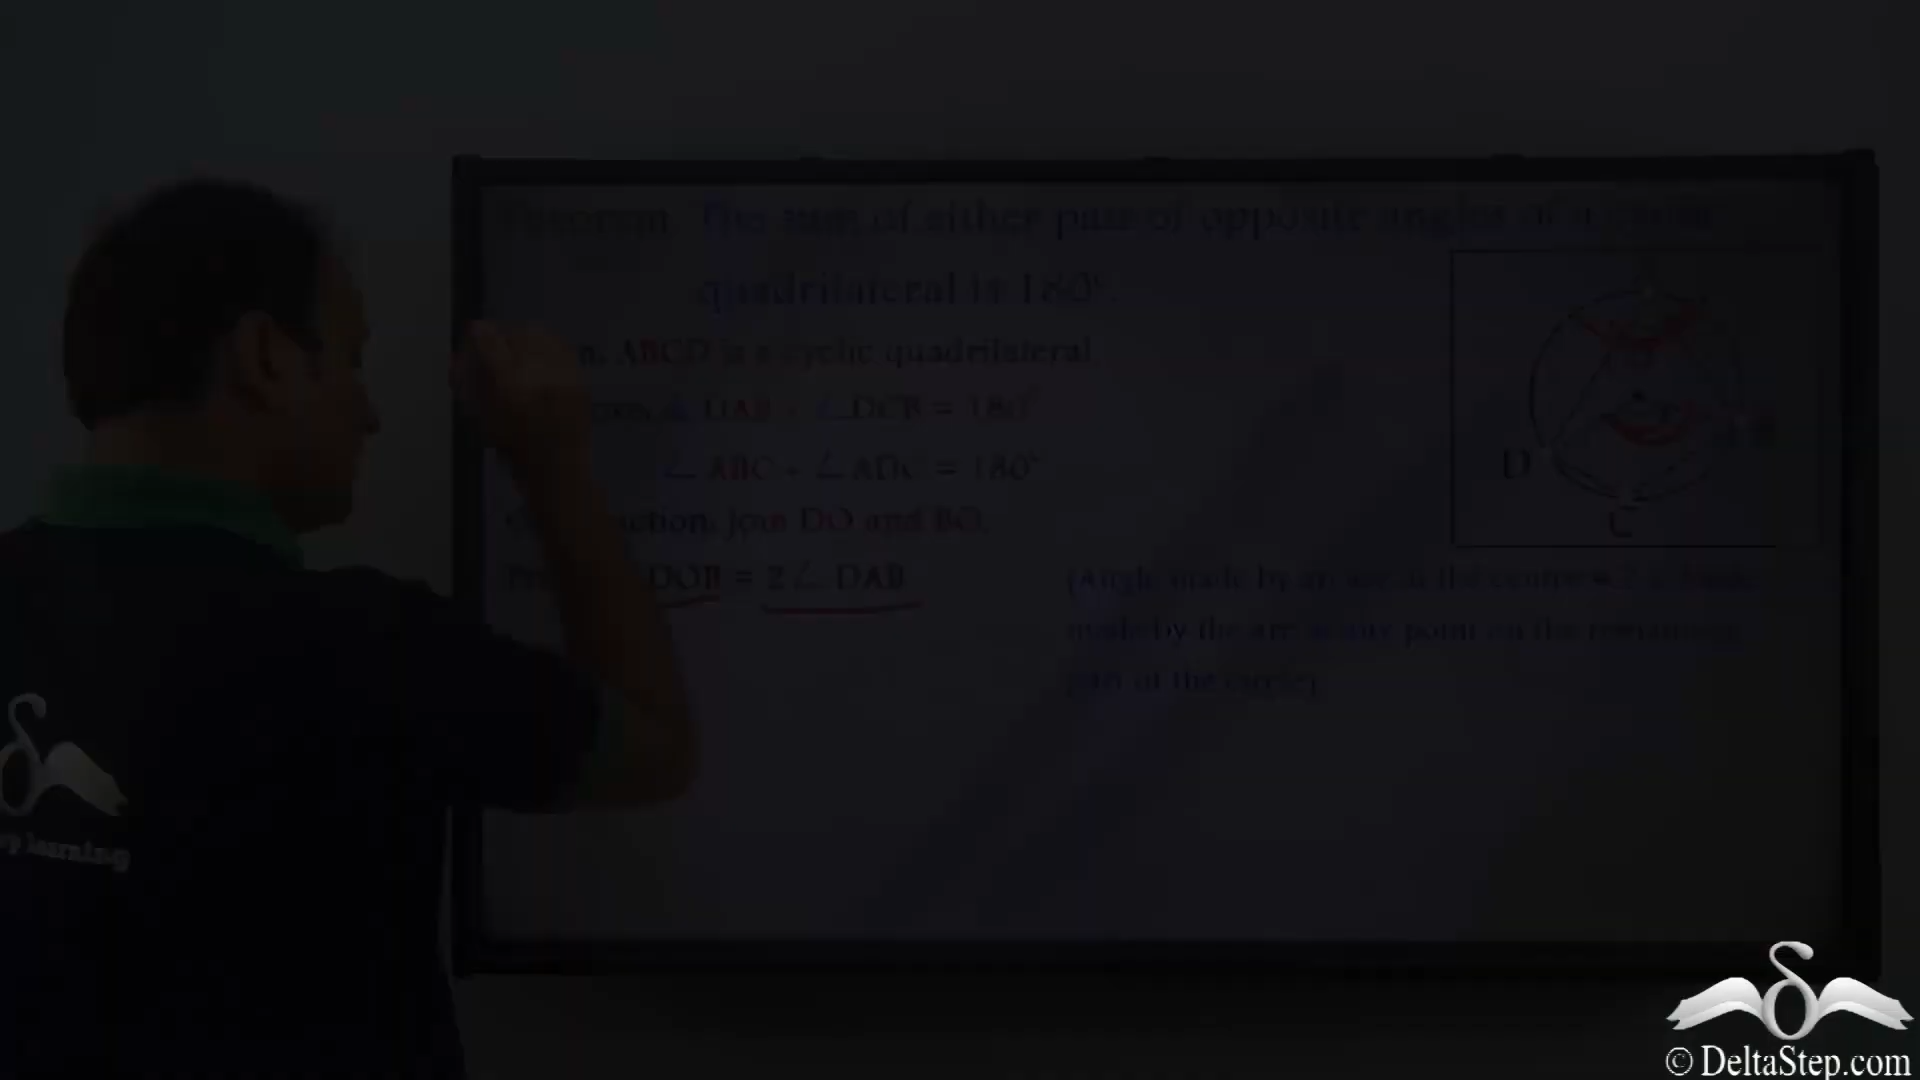 Theorem The sum of either pair of opposite angles of a
quadrilateral is 180°
ABCD is a cyclic quadrilateral.
DAB + ∠DCB = 180°
∠ABC + ∠ADC = 180°
join DO and BO.
DOB = 2∠DAB
(Angle made by an arc at the centre = 2 x
made by the arc at any point on the remaining
part of the circle)
D
C
learning
© DeltaStep.com